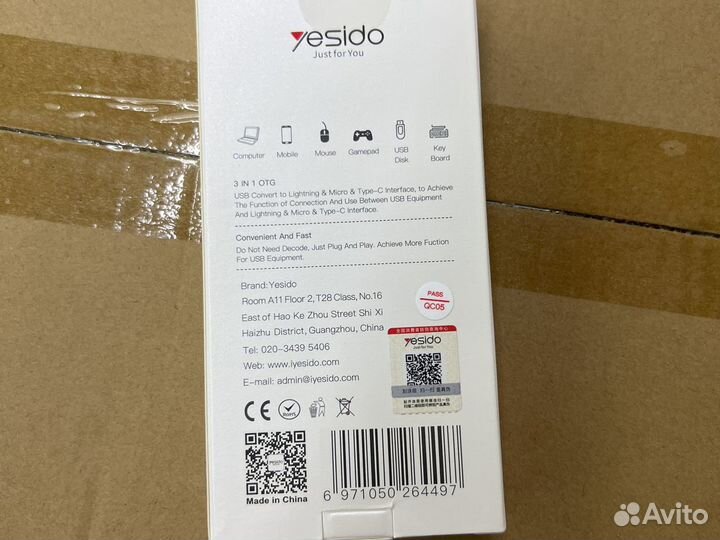 yesido
Just for You
Computer
Mobile
Mouse
Gamepad
USB
Disk
Key
Board
3 IN 1 OTG
USB Convert to Lightning & Micro & Type-C Interface, to Achieve
The Function of Connection And Use Between USB Equipment
And Lightning & Micro & Type-C Interface.
Convenient And Fast
Do Not Need Decode, Just Plug And Play. Achieve More Fuction
For USB Equipment.
Brand: Yesido
Room A11 Floor 2, T28 Class, No.16
East of Hao Ke Zhou Street Shi Xi
Haizhu District, Guangzhou, China
Tel: 020-3439 5406
Web: www.iyesido.com
E-mail: admin@iyesido.com
PASS
QC05
yesido
Just for You
CE
RoHS
Made in China
6 971050 264497
Avito